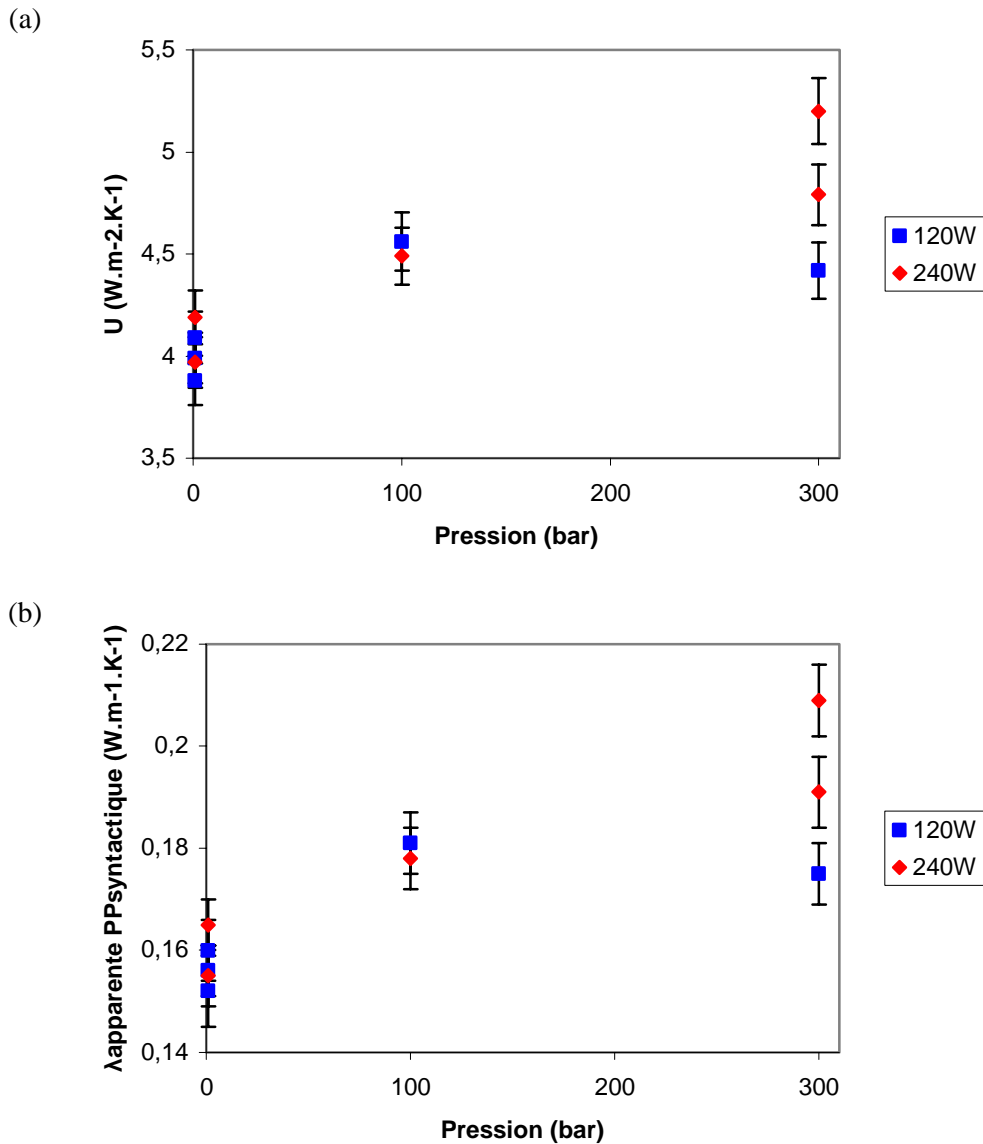 (a)
5,5
5
4,5
4
3,5
U (W.m-2.K-1)
0
100
200
300
Pression (bar)
120W
240W
(b)
0,22
0,2
0,18
0,16
0,14
λapparente PPsyntactique (W.m-1.K-1)
0
100
200
300
Pression (bar)
120W
240W